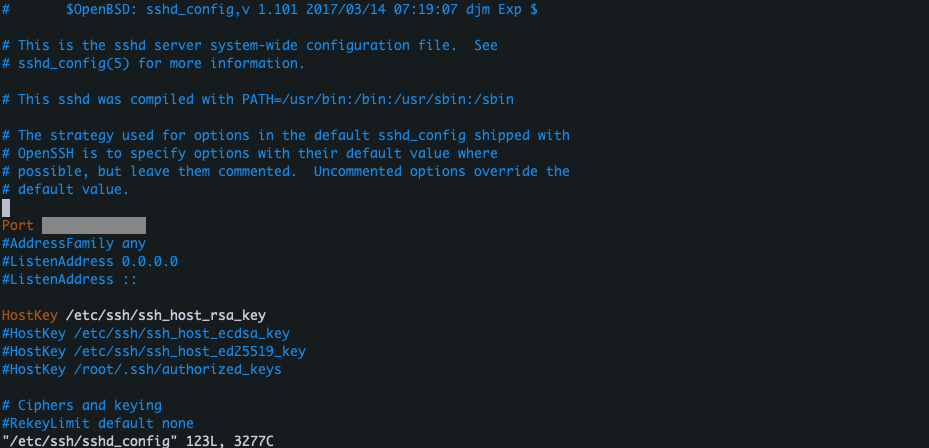 #       $OpenBSD: sshd_config,v 1.101 2017/03/14 07:19:07 djm Exp $
# This is the sshd server system-wide configuration file.  See
# sshd_config(5) for more information.
# This sshd was compiled with PATH=/usr/bin:/bin:/usr/sbin:/sbin
# The strategy used for options in the default sshd_config shipped with
# OpenSSH is to specify options with their default value where
# possible, but leave them commented.  Uncommented options override the
# default value.
Port
#AddressFamily any
#ListenAddress 0.0.0.0
#ListenAddress ::
HostKey /etc/ssh/ssh_host_rsa_key
#HostKey /etc/ssh/ssh_host_ecdsa_key
#HostKey /etc/ssh/ssh_host_ed25519_key
#HostKey /root/.ssh/authorized_keys
# Ciphers and keying
#RekeyLimit default none
"/etc/ssh/sshd_config" 123L, 3277C